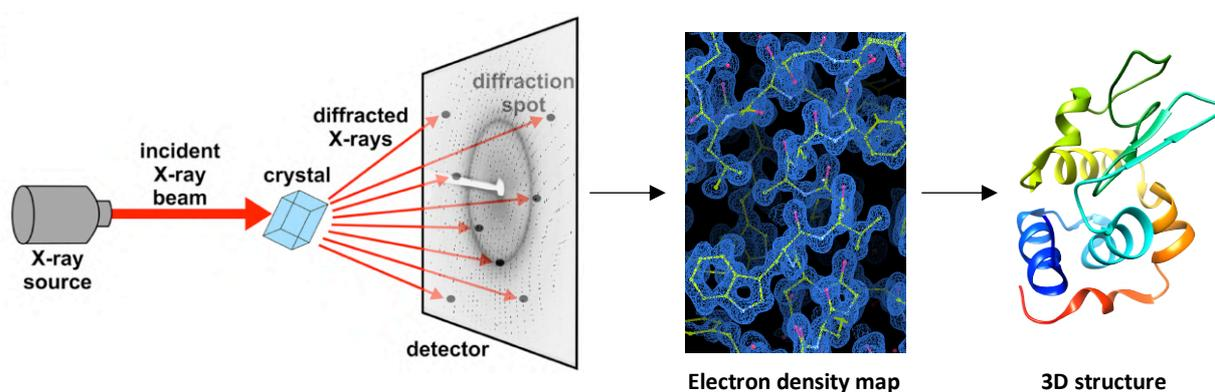 X-ray
source
incident
X-ray
beam
crystal
diffracted
X-rays
diffraction
spot
detector
Electron density map
3D structure